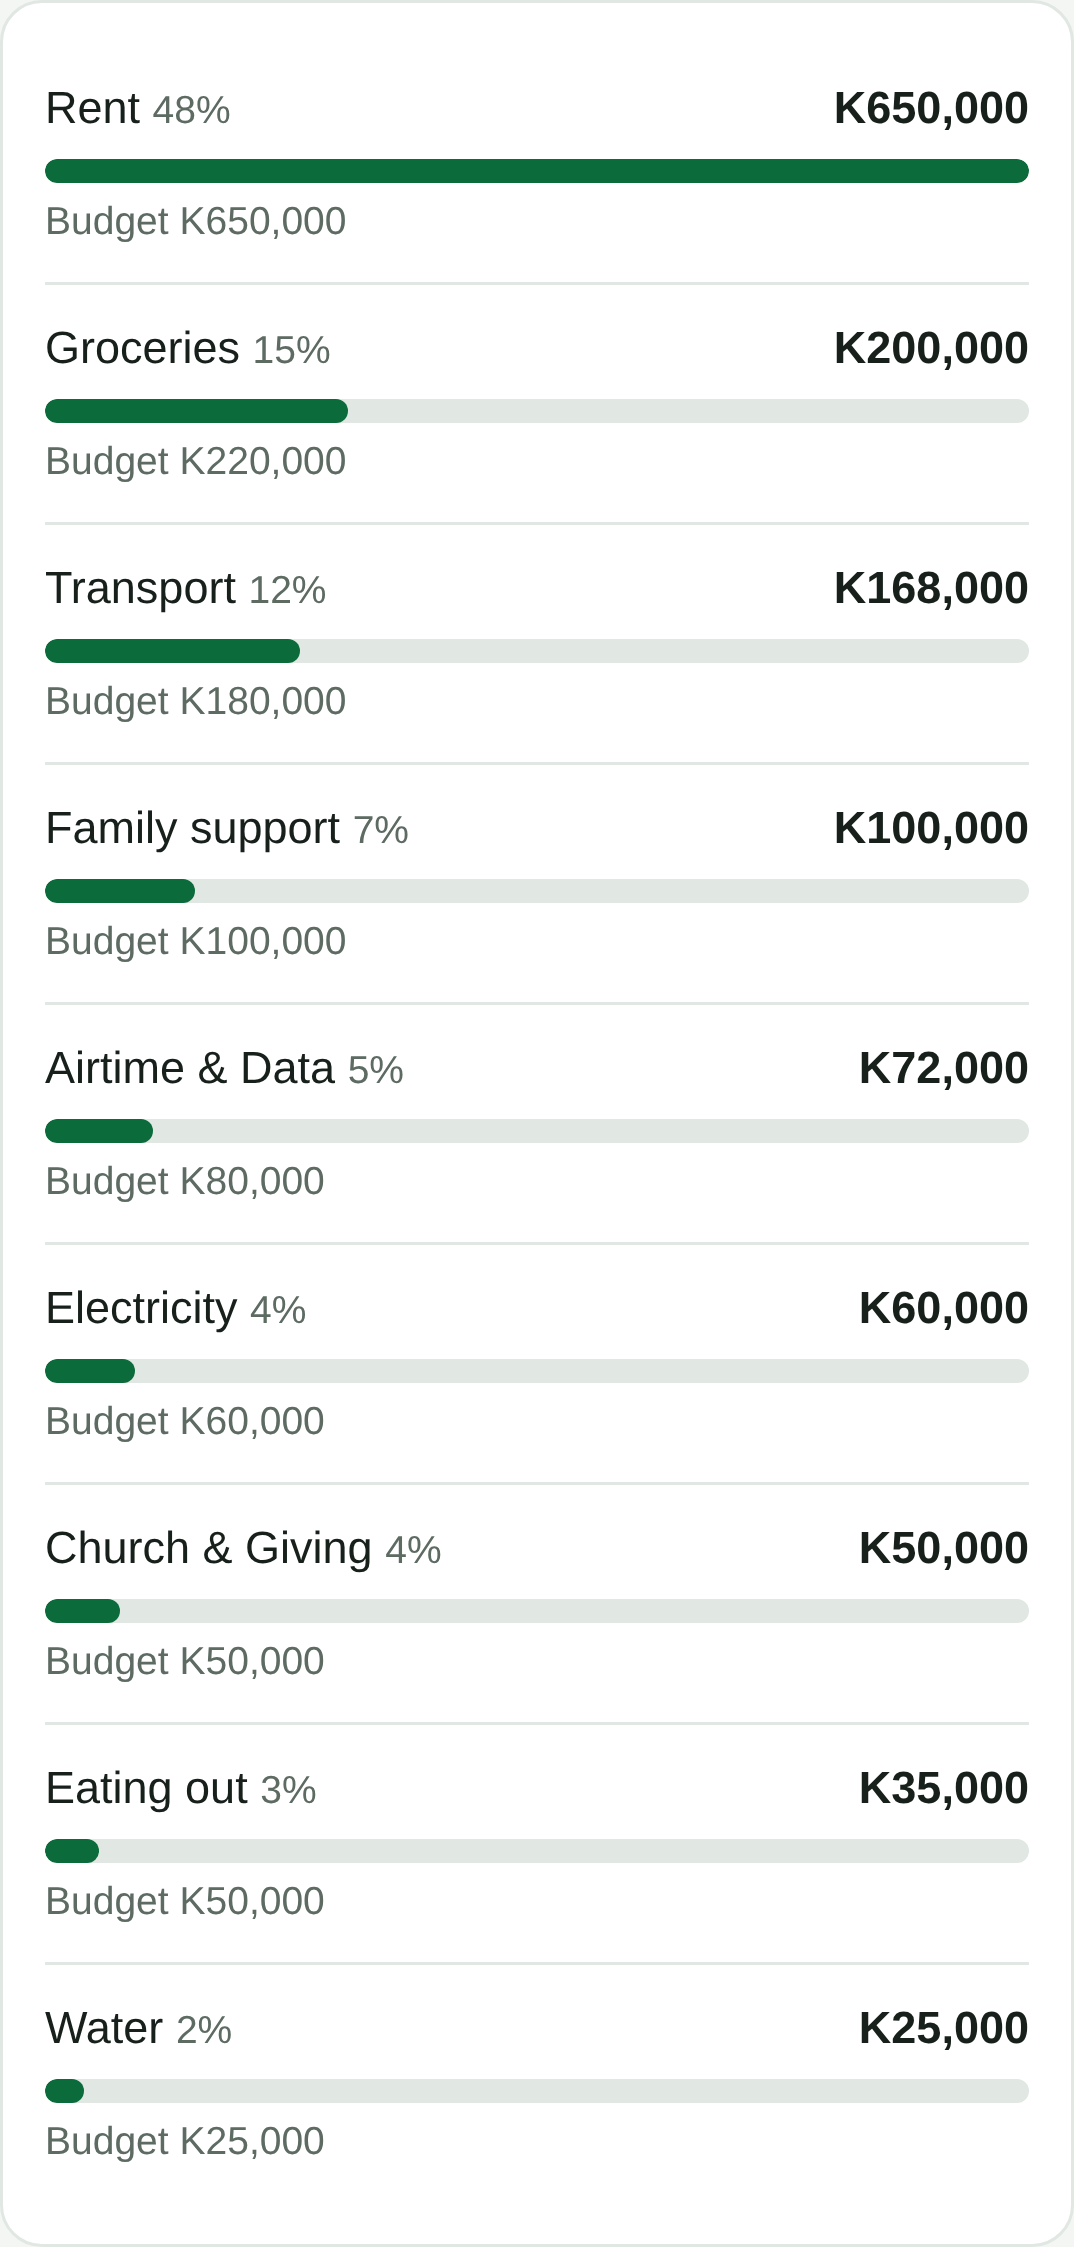 Rent 48% K650,000
Budget K650,000
Groceries 15% K200,000
Budget K220,000
Transport 12% K168,000
Budget K180,000
Family support 7% K100,000
Budget K100,000
Airtime & Data 5% K72,000
Budget K80,000
Electricity 4% K60,000
Budget K60,000
Church & Giving 4% K50,000
Budget K50,000
Eating out 3% K35,000
Budget K50,000
Water 2% K25,000
Budget K25,000